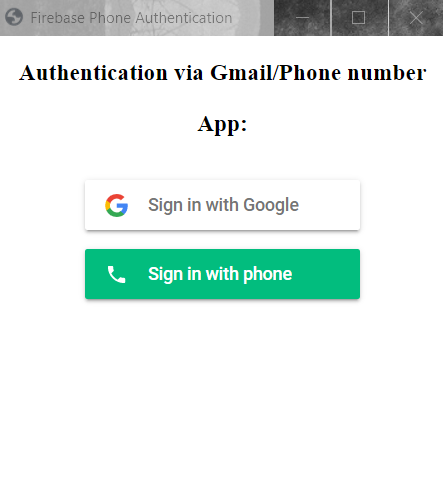 Firebase Phone Authentication
Authentication via Gmail/Phone number
App:
Sign in with Google
Sign in with phone